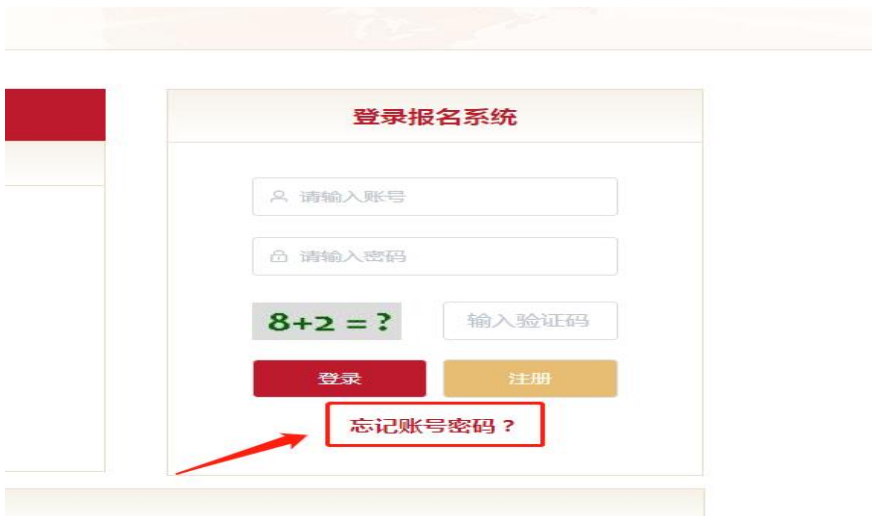 登录报名系统
请输入账号
请输入密码
8+2 = ?
输入验证码
登录
注册
忘记账号密码？